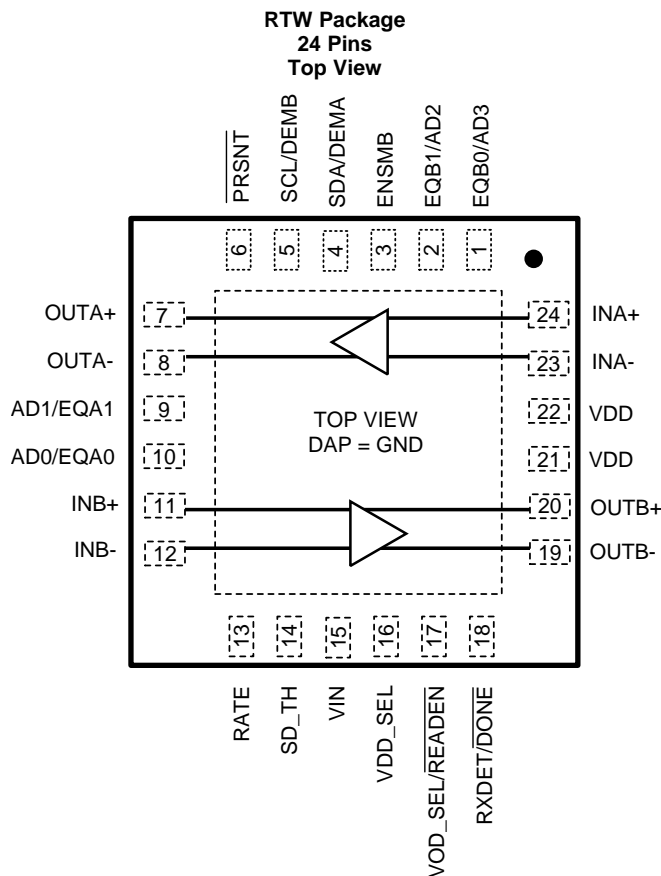 RTW Package
24 Pins
Top View
PRSNT
SCL/DEMB
SDA/DEMA
ENSMB
EQB1/AD2
EQB0/AD3
6
5
4
3
2
1
OUTA+
7
24
INA+
OUTA-
8
23
INA-
AD1/EQA1
9
22
VDD
TOP VIEW
DAP = GND
AD0/EQA0
10
21
VDD
INB+
11
20
OUTB+
INB-
12
19
OUTB-
13
14
15
16
17
18
RATE
SD_TH
VIN
VDD_SEL
VOD_SEL/READEN
RXDET/DONE